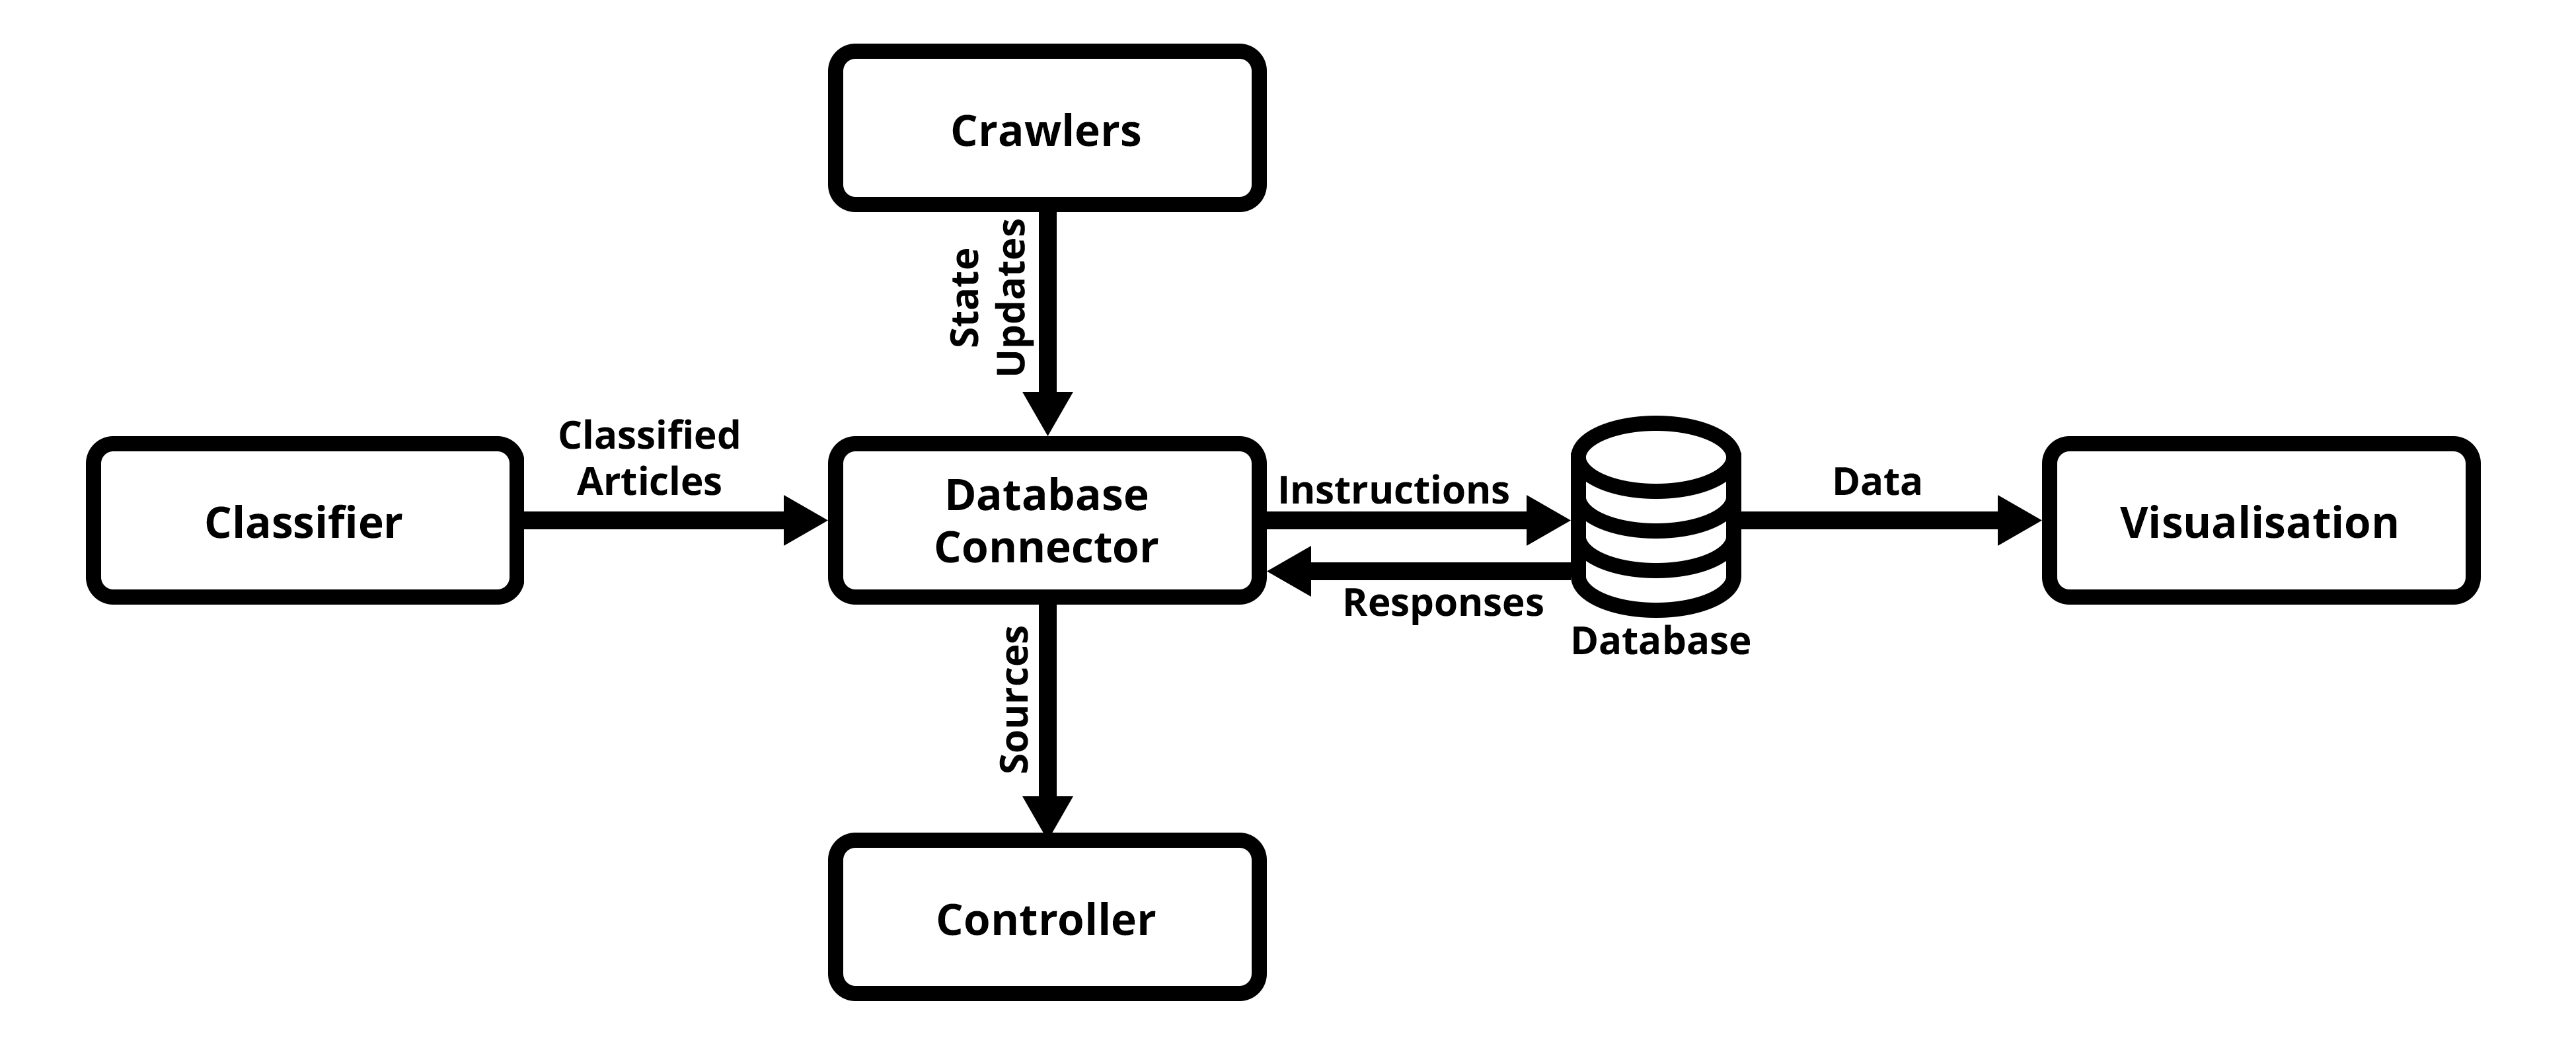 Crawlers
State
Updates
Classified
Articles
Classifier
Database
Connector
Instructions
Responses
Database
Data
Visualisation
Sources
Controller